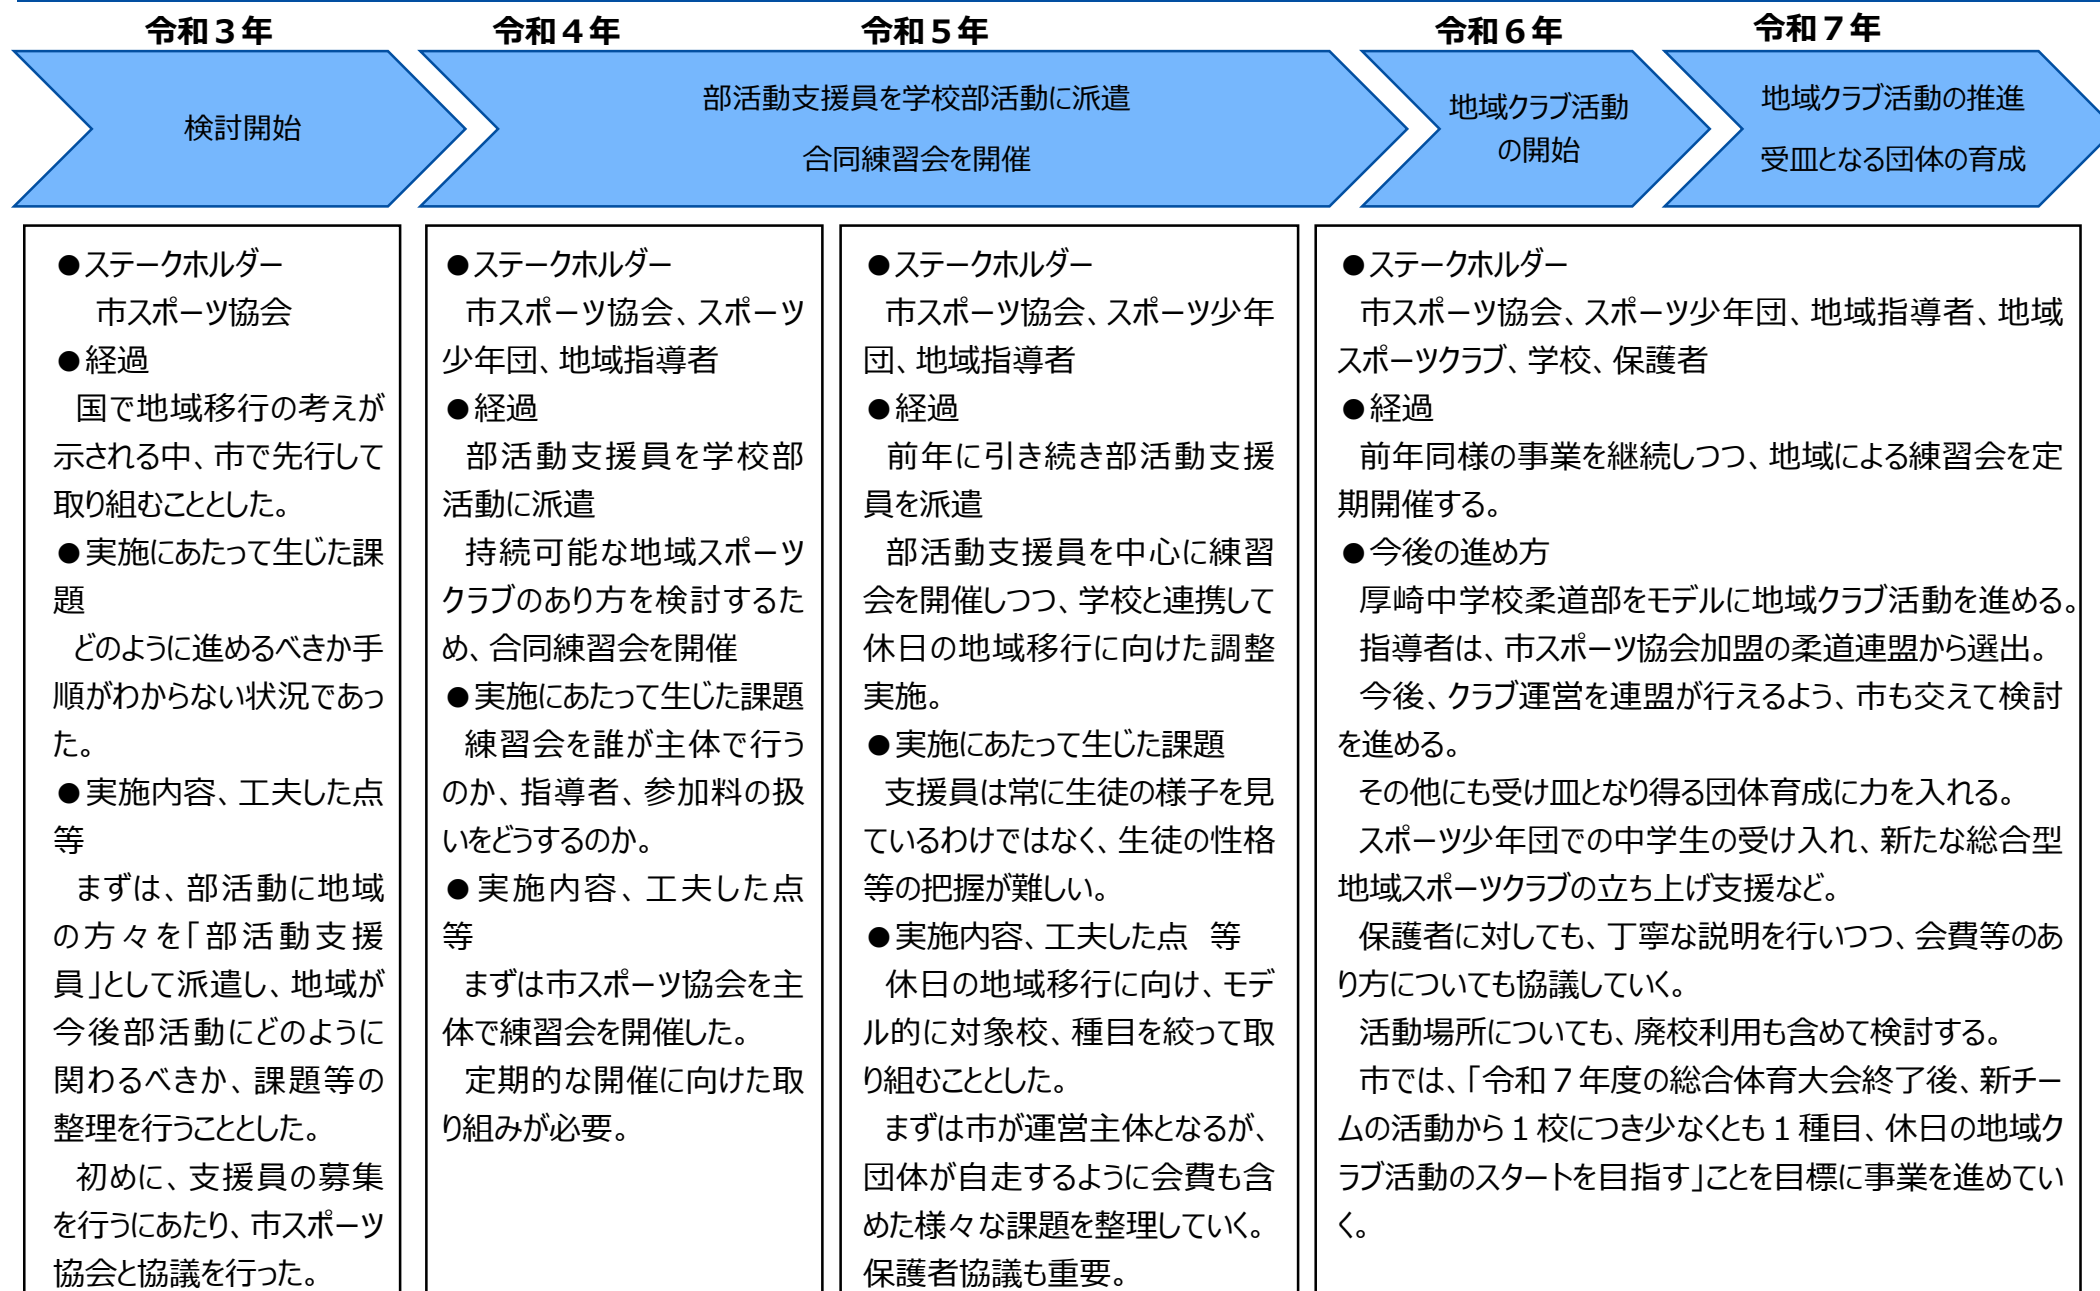 令和３年
令和４年
令和５年
令和６年
令和７年
検討開始
部活動支援員を学校部活動に派遣
合同練習会を開催
地域クラブ活動
の開始
地域クラブ活動の推進
受皿となる団体の育成
●ステークホルダー
市スポーツ協会
●経過
国で地域移行の考えが
示される中、市で先行して
取り組むこととした。
●実施にあたって生じた課
題
どのように進めるべきか手
順がわからない状況であっ
た。
●実施内容、工夫した点
等
まずは、部活動に地域
の方々を「部活動支援
員」として派遣し、地域が
今後部活動にどのように
関わるべきか、課題等の
整理を行うこととした。
初めに、支援員の募集
を行うにあたり、市スポーツ
協会と協議を行った。
●ステークホルダー
市スポーツ協会、スポーツ
少年団、地域指導者
●経過
部活動支援員を学校部
活動に派遣
持続可能な地域スポーツ
クラブのあり方を検討するた
め、合同練習会を開催
●実施にあたって生じた課題
練習会を誰が主体で行う
のか、指導者、参加料の扱
いをどうするのか。
●実施内容、工夫した点
等
まずは市スポーツ協会を主
体で練習会を開催した。
定期的な開催に向けた取
り組みが必要。
●ステークホルダー
市スポーツ協会、スポーツ少年
団、地域指導者
●経過
前年に引き続き部活動支援
員を派遣
部活動支援員を中心に練習
会を開催しつつ、学校と連携して
休日の地域移行に向けた調整
実施。
●実施にあたって生じた課題
支援員は常に生徒の様子を見
ているわけではなく、生徒の性格
等の把握が難しい。
●実施内容、工夫した点　等
休日の地域移行に向け、モデ
ル的に対象校、種目を絞って取
り組むこととした。
まずは市が運営主体となるが、
団体が自走するように会費も含
めた様々な課題を整理していく。
保護者協議も重要。
●ステークホルダー
市スポーツ協会、スポーツ少年団、地域指導者、地域
スポーツクラブ、学校、保護者
●経過
前年同様の事業を継続しつつ、地域による練習会を定
期開催する。
●今後の進め方
厚崎中学校柔道部をモデルに地域クラブ活動を進める。
指導者は、市スポーツ協会加盟の柔道連盟から選出。
今後、クラブ運営を連盟が行えるよう、市も交えて検討
を進める。
その他にも受け皿となり得る団体育成に力を入れる。
スポーツ少年団での中学生の受け入れ、新たな総合型
地域スポーツクラブの立ち上げ支援など。
保護者に対しても、丁寧な説明を行いつつ、会費等のあ
り方についても協議していく。
活動場所についても、廃校利用も含めて検討する。
市では、「令和７年度の総合体育大会終了後、新チー
ムの活動から１校につき少なくとも１種目、休日の地域ク
ラブ活動のスタートを目指す」ことを目標に事業を進めてい
く。